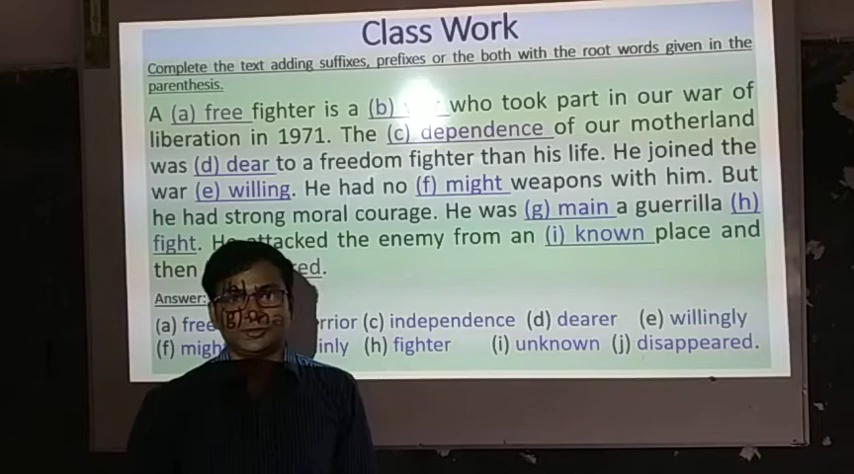 Class Work
Complete the text adding suffixes, prefixes or the both with the root words given in the
parenthesis.
A (a) free fighter is a (b) who took part in our war of
liberation in 1971. The (c) dependence of our motherland
was (d) dear to a freedom fighter than his life. He joined the
war (e) willing. He had no (f) might weapons with him. But
he had strong moral courage. He was (g) main a guerrilla (h)
fight. He attacked the enemy from an (i) known place and
then
Answer:
(a) free (c) independence (d) dearer (e) willingly
(f) (h) fighter (i) unknown (j) disappeared.